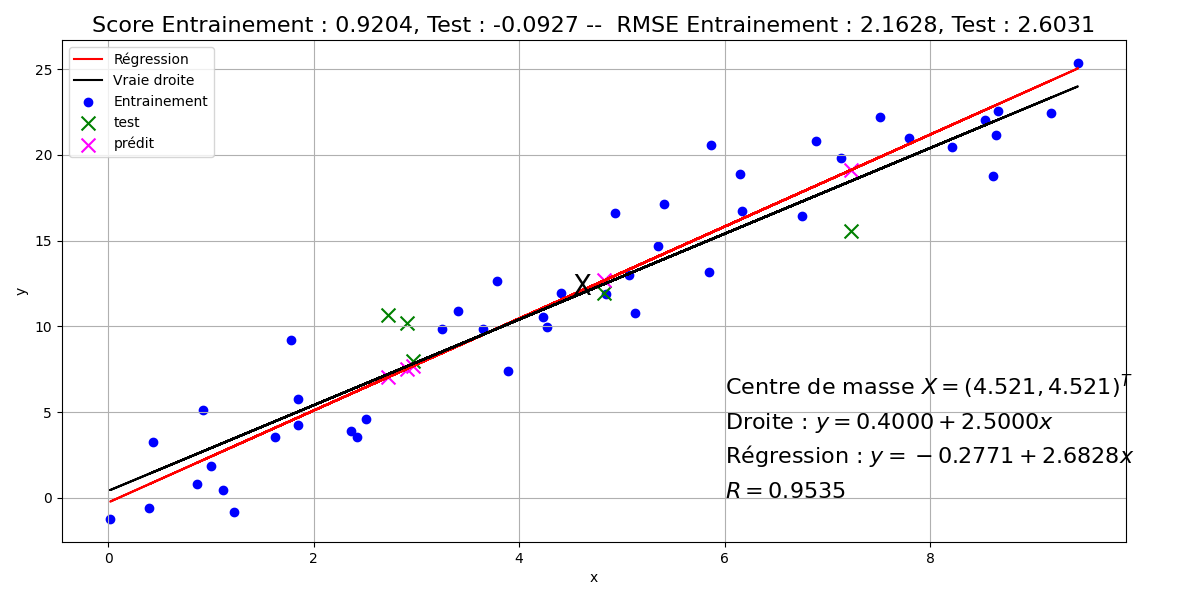 Score Entrainement : 0.9204, Test : -0.0927 --  RMSE Entrainement : 2.1628, Test : 2.6031
Régression
Vraie droite
Entrainement
test
prédit
25
20
15
10
5
0
y
X
Centre de masse X = (4.521, 4.521)^T
Droite : y = 0.4000 + 2.5000x
Régression : y = −0.2771 + 2.6828x
R = 0.9535
0 2 4 6 8
x